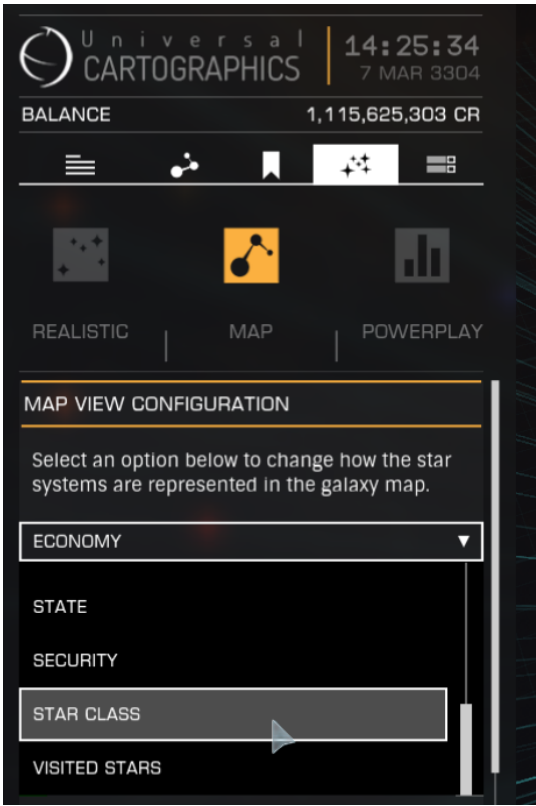 Universal
CARTOGRAPHICS
14:25:34
7 MAR 3304
BALANCE 1,115,625,303 CR
REALISTIC | MAP | POWERPLAY
MAP VIEW CONFIGURATION
Select an option below to change how the star
systems are represented in the galaxy map.
ECONOMY
STATE
SECURITY
STAR CLASS
VISITED STARS